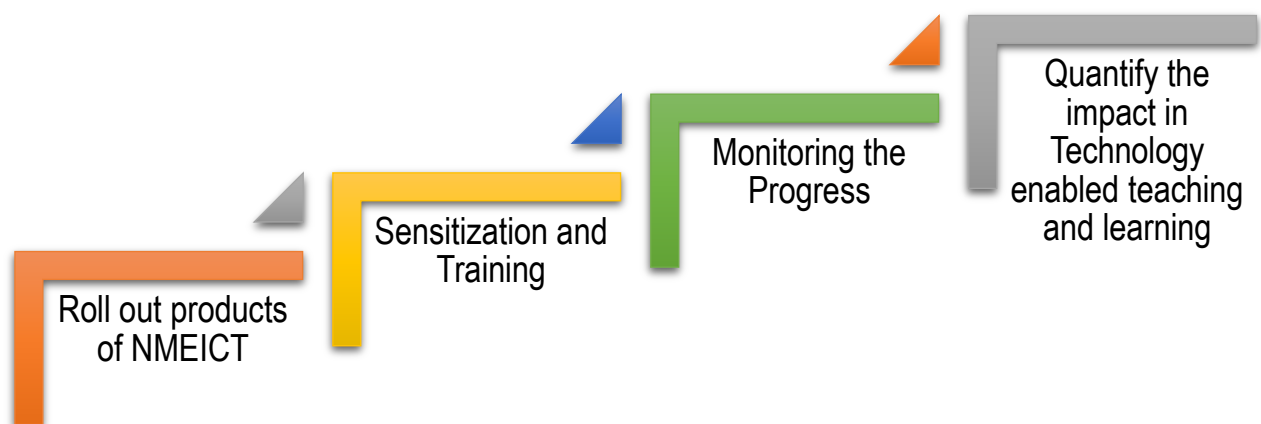 Roll out products
of NMEICT
Sensitization and
Training
Monitoring the
Progress
Quantify the
impact in
Technology
enabled teaching
and learning